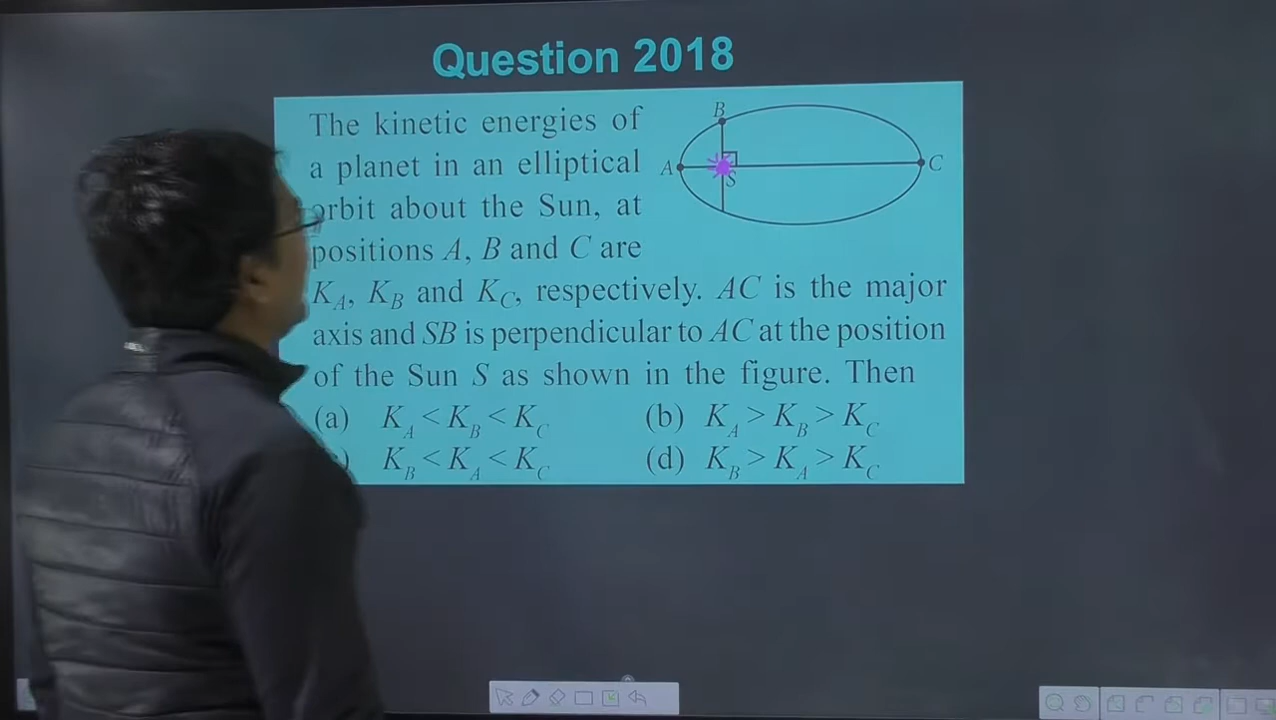 Question 2018
The kinetic energies of
a planet in an elliptical
orbit about the Sun, at
positions A, B and C are
K_A, K_B and K_C, respectively. AC is the major
axis and SB is perpendicular to AC at the position
of the Sun S as shown in the figure. Then
(a) K_A < K_B < K_C (b) K_A > K_B > K_C
) K_B < K_A < K_C (d) K_B > K_A > K_C
B
A
S
C